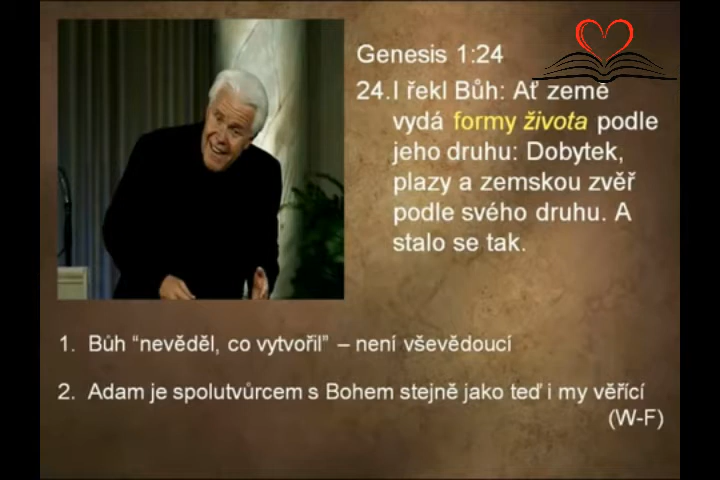 Genesis 1:24
24. I řekl Bůh: Ať země
vydá formy života podle
jeho druhu: Dobytek,
plazy a zemskou zvěř
podle svého druhu. A
stalo se tak.
1. Bůh “nevěděl, co vytvořil” – není vševědoucí
2. Adam je spolutvůrcem s Bohem stejně jako teď i my věřící
(W-F)